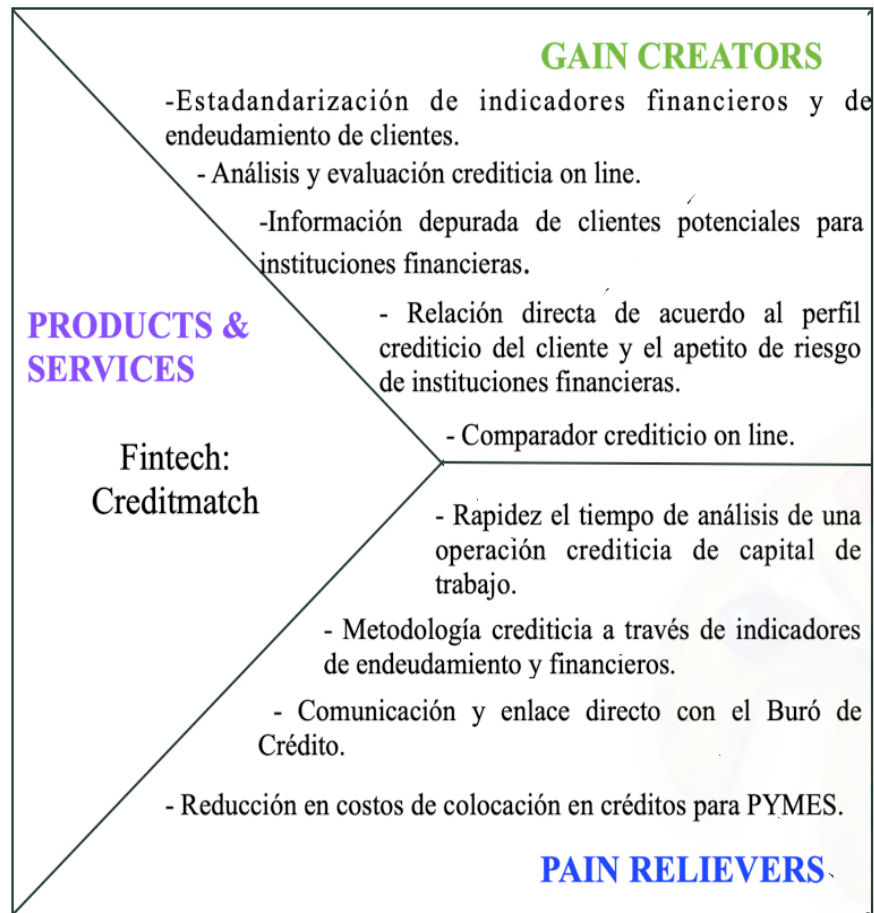 GAIN CREATORS
-Estadandarización de indicadores financieros y de
endeudamiento de clientes.
- Análisis y evaluación crediticia on line.
-Información depurada de clientes potenciales para
instituciones financieras.
- Relación directa de acuerdo al perfil
crediticio del cliente y el apetito de riesgo
de instituciones financieras.
- Comparador crediticio on line.
PRODUCTS &
SERVICES
Fintech:
Creditmatch
- Rapidez el tiempo de análisis de una
operación crediticia de capital de
trabajo.
- Metodología crediticia a través de indicadores
de endeudamiento y financieros.
- Comunicación y enlace directo con el Buró de
Crédito.
- Reducción en costos de colocación en créditos para PYMES.
PAIN RELIEVERS